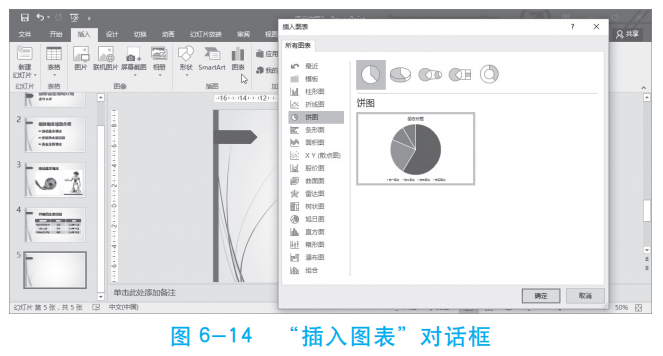 插入图表
? ×
文件 开始 插入 设计 切换 动画 幻灯片放映 审阅 视图
共享
所有图表
新建
幻灯片
表格
图片 联机图片 屏幕截图 相册
形状 SmartArt 图表
应用
我的
幻灯片 表格 图像 插图 加
最近
模板
柱形图
折线图
饼图
条形图
面积图
X Y (散点图)
股价图
曲面图
雷达图
树状图
旭日图
直方图
箱形图
瀑布图
组合
饼图
图表标题
2
3
4
5
单击此处添加备注
确定 取消
幻灯片 第 5 张，共 5 张 中文(中国)
50%
图 6-14 “插入图表”对话框